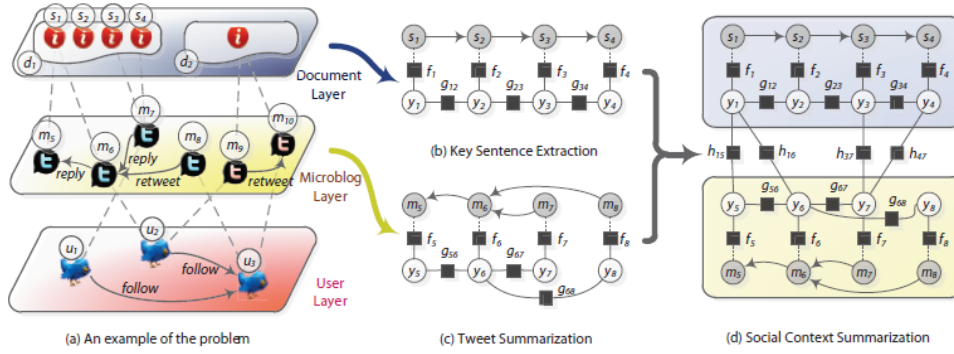 s1 s2 s3 s4
d1 d2
Document
Layer
m7 m10
m5 m6 m8 m9
reply
reply retweet retweet
Microblog
Layer
u1 u2 u3
follow
follow
User
Layer
(a) An example of the problem
s1 s2 s3 s4
f1 f2 f3 f4
g12 g23 g34
y1 y2 y3 y4
(b) Key Sentence Extraction
m5 m6 m7 m8
f5 f6 f7 f8
g56 g67
y5 y6 y7 y8
g68
(c) Tweet Summarization
s1 s2 s3 s4
f1 f2 f3 f4
g12 g23 g34
y1 y2 y3 y4
h15 h16 h37 h47
g56 g67
y5 y6 y7 y8
g68
f5 f6 f7 f8
m5 m6 m7 m8
(d) Social Context Summarization